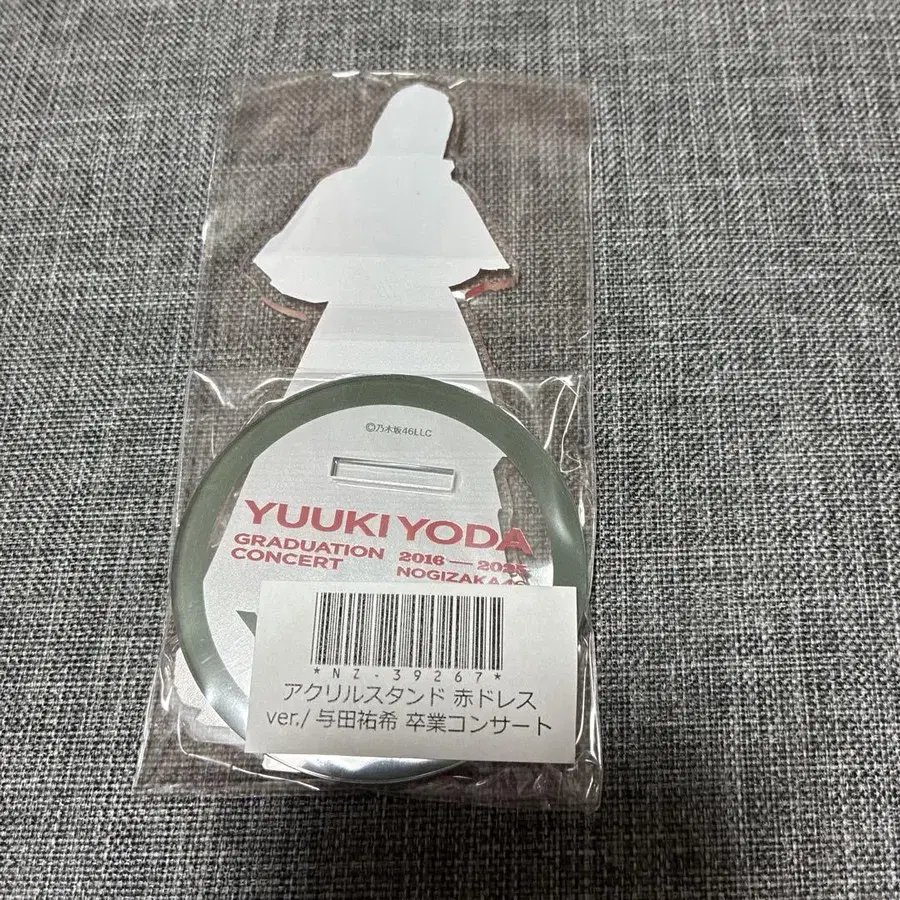 ©乃木坂46LLC
YUUKI YODA
GRADUATION 2016—2025
CONCERT NOGIZAKA46
*NZ-39267*
アクリルスタンド 赤ドレス
ver./ 与田祐希 卒業コンサート